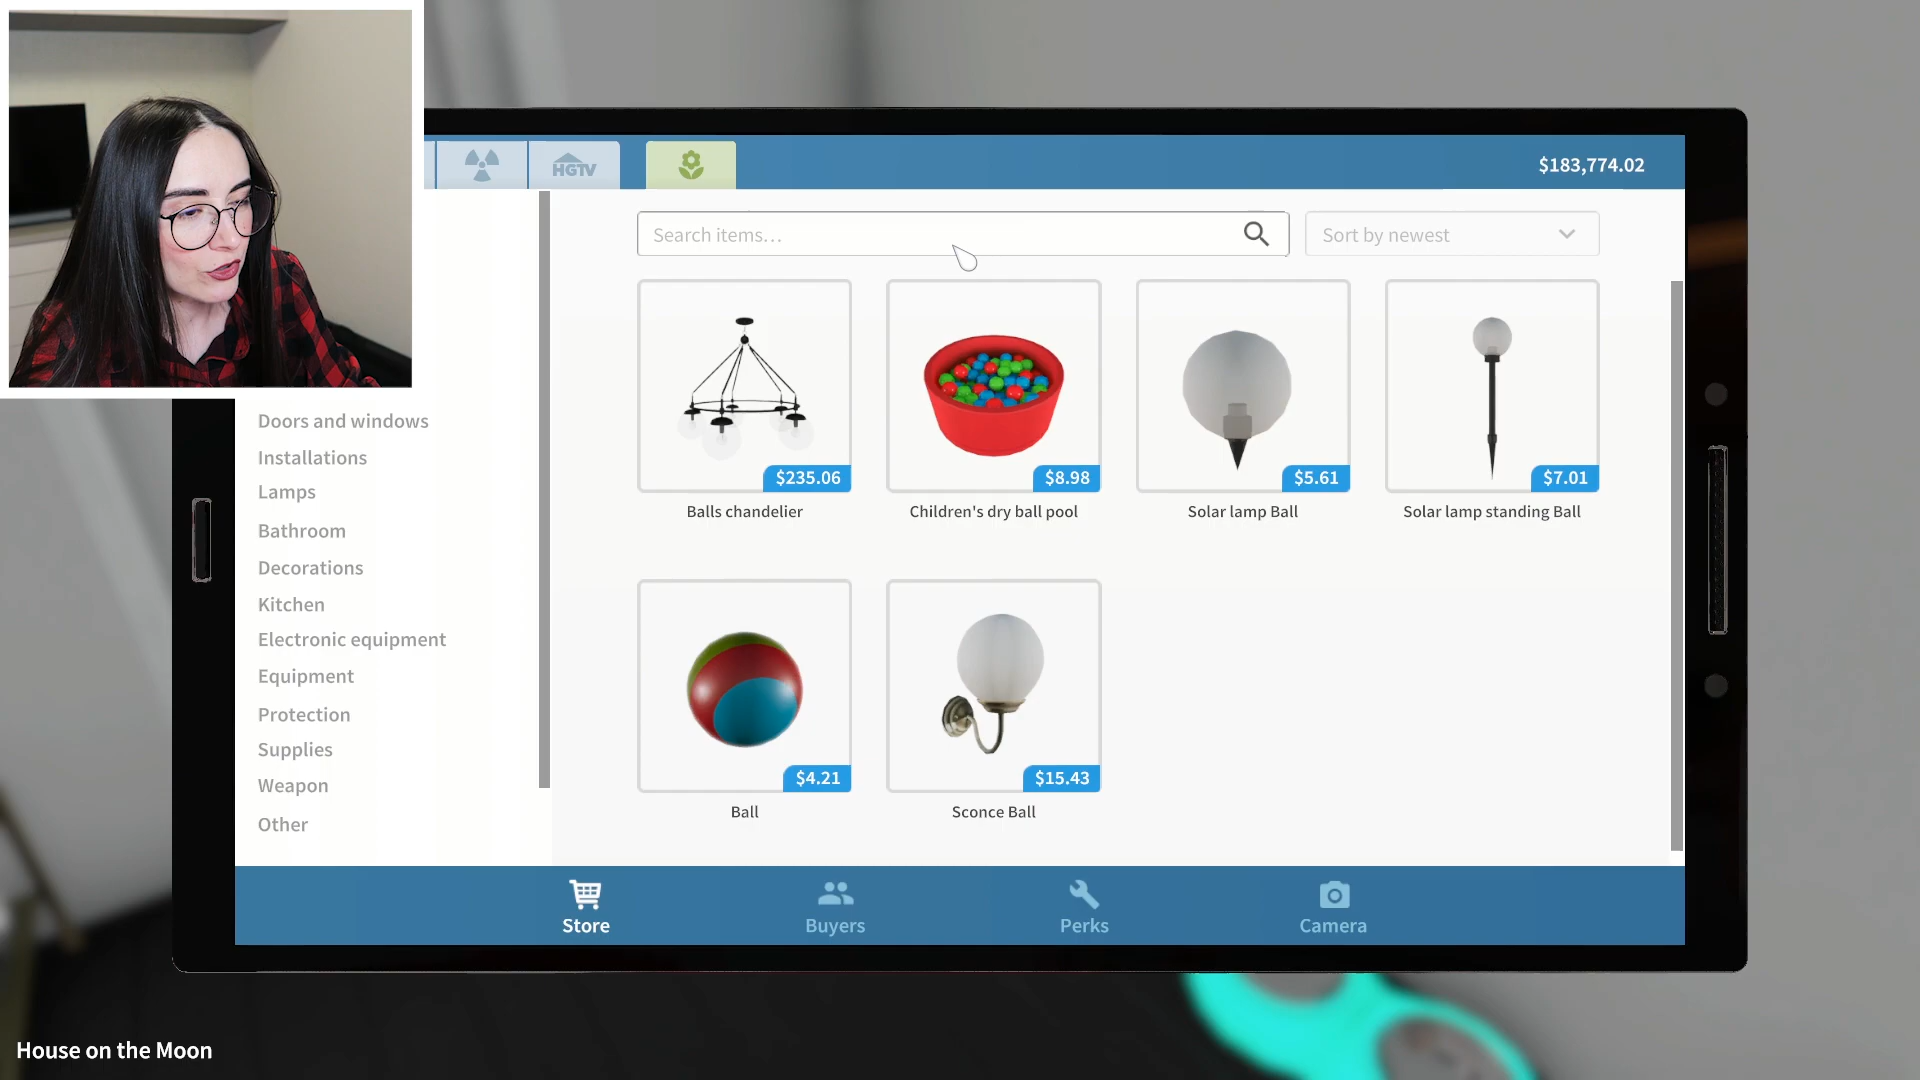 HGTV
$183,774.02
Search items...
Sort by newest
$235.06
$8.98
$5.61
$7.01
Balls chandelier
Children's dry ball pool
Solar lamp Ball
Solar lamp standing Ball
Doors and windows
Installations
Lamps
Bathroom
Decorations
Kitchen
Electronic equipment
Equipment
Protection
Supplies
Weapon
Other
$4.21
$15.43
Ball
Sconce Ball
Store
Buyers
Perks
Camera
House on the Moon